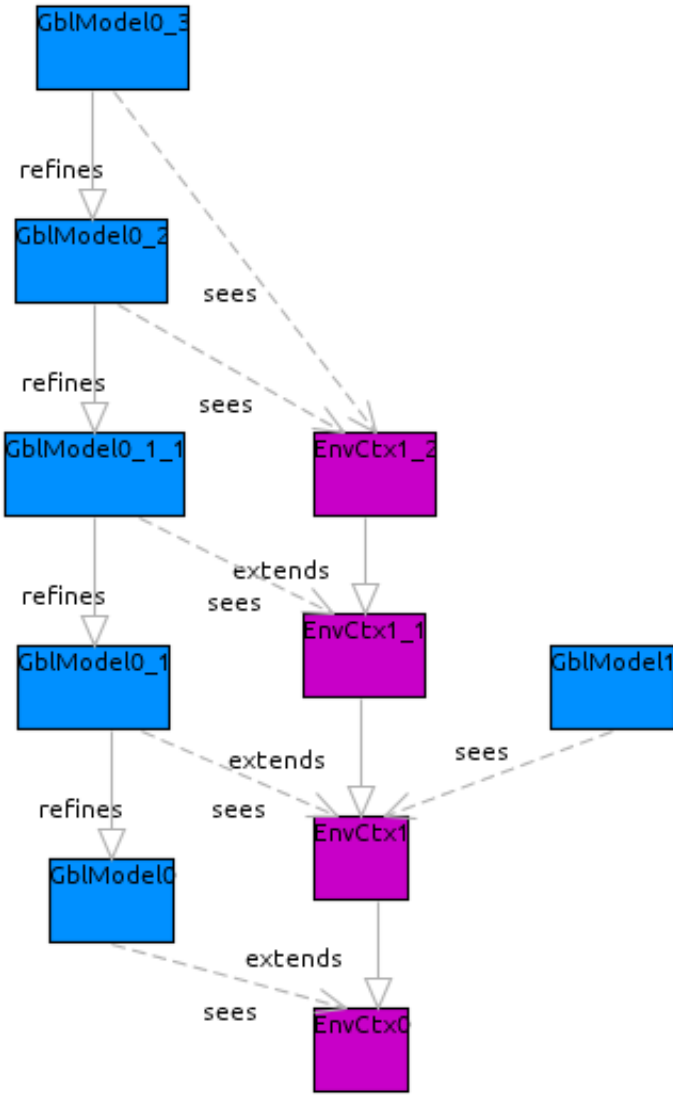 GblModel0_3
refines
GblModel0_2
sees
refines
sees
GblModel0_1_1
EnvCtx1_2
extends
refines
sees
EnvCtx1_1
GblModel0_1
GblModel1
sees
extends
refines
sees
EnvCtx1
GblModel0
extends
sees
EnvCtx0